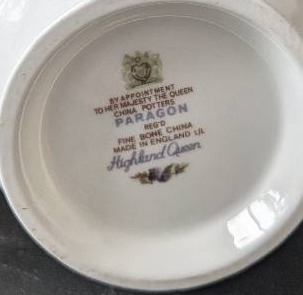 BY APPOINTMENT
TO HER MAJESTY THE QUEEN
CHINA POTTERS
PARAGON
REG'D
FINE BONE CHINA
MADE IN ENGLAND
Highland Queen